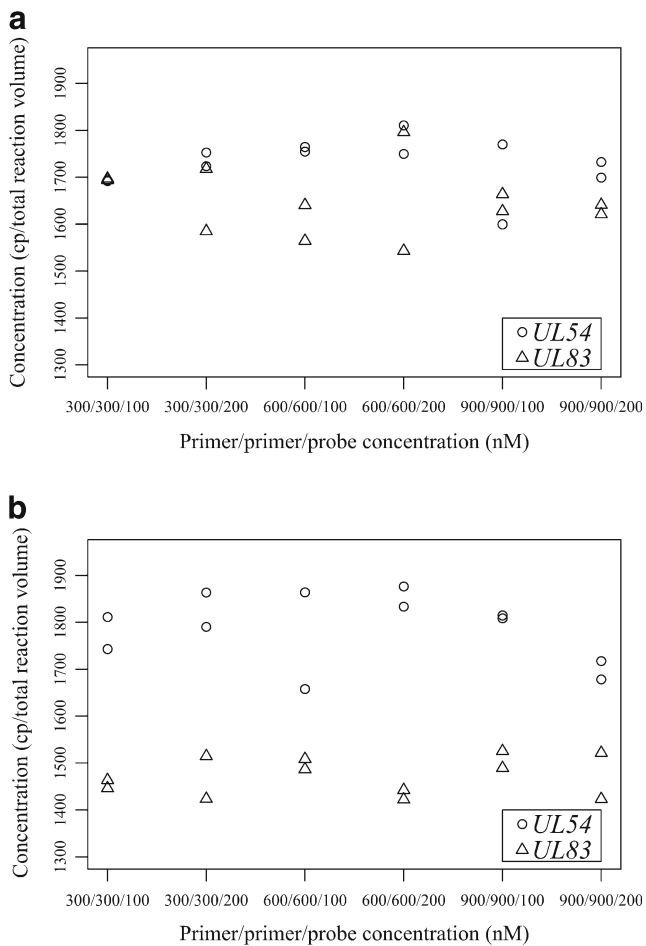 a
Concentration (cp/total reaction volume)
1900
1800
1700
1600
1500
1400
1300
UL54
UL83
300/300/100 300/300/200 600/600/100 600/600/200 900/900/100 900/900/200
Primer/primer/probe concentration (nM)
b
Concentration (cp/total reaction volume)
1900
1800
1700
1600
1500
1400
1300
UL54
UL83
300/300/100 300/300/200 600/600/100 600/600/200 900/900/100 900/900/200
Primer/primer/probe concentration (nM)